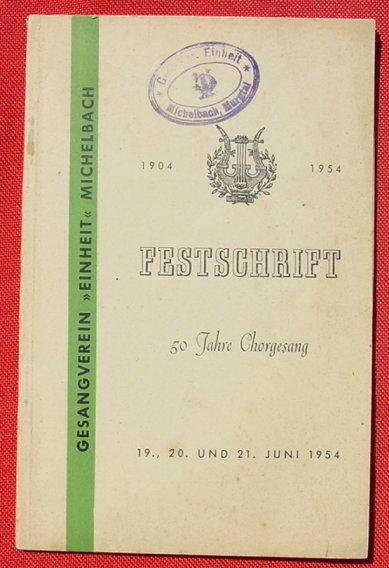 GESANGVEREIN »EINHEIT« MICHELBACH
Einheit
Michelbach, Murgtal
1904 1954
FESTSCHRIFT
50 Jahre Chorgesang
19., 20. UND 21. JUNI 1954